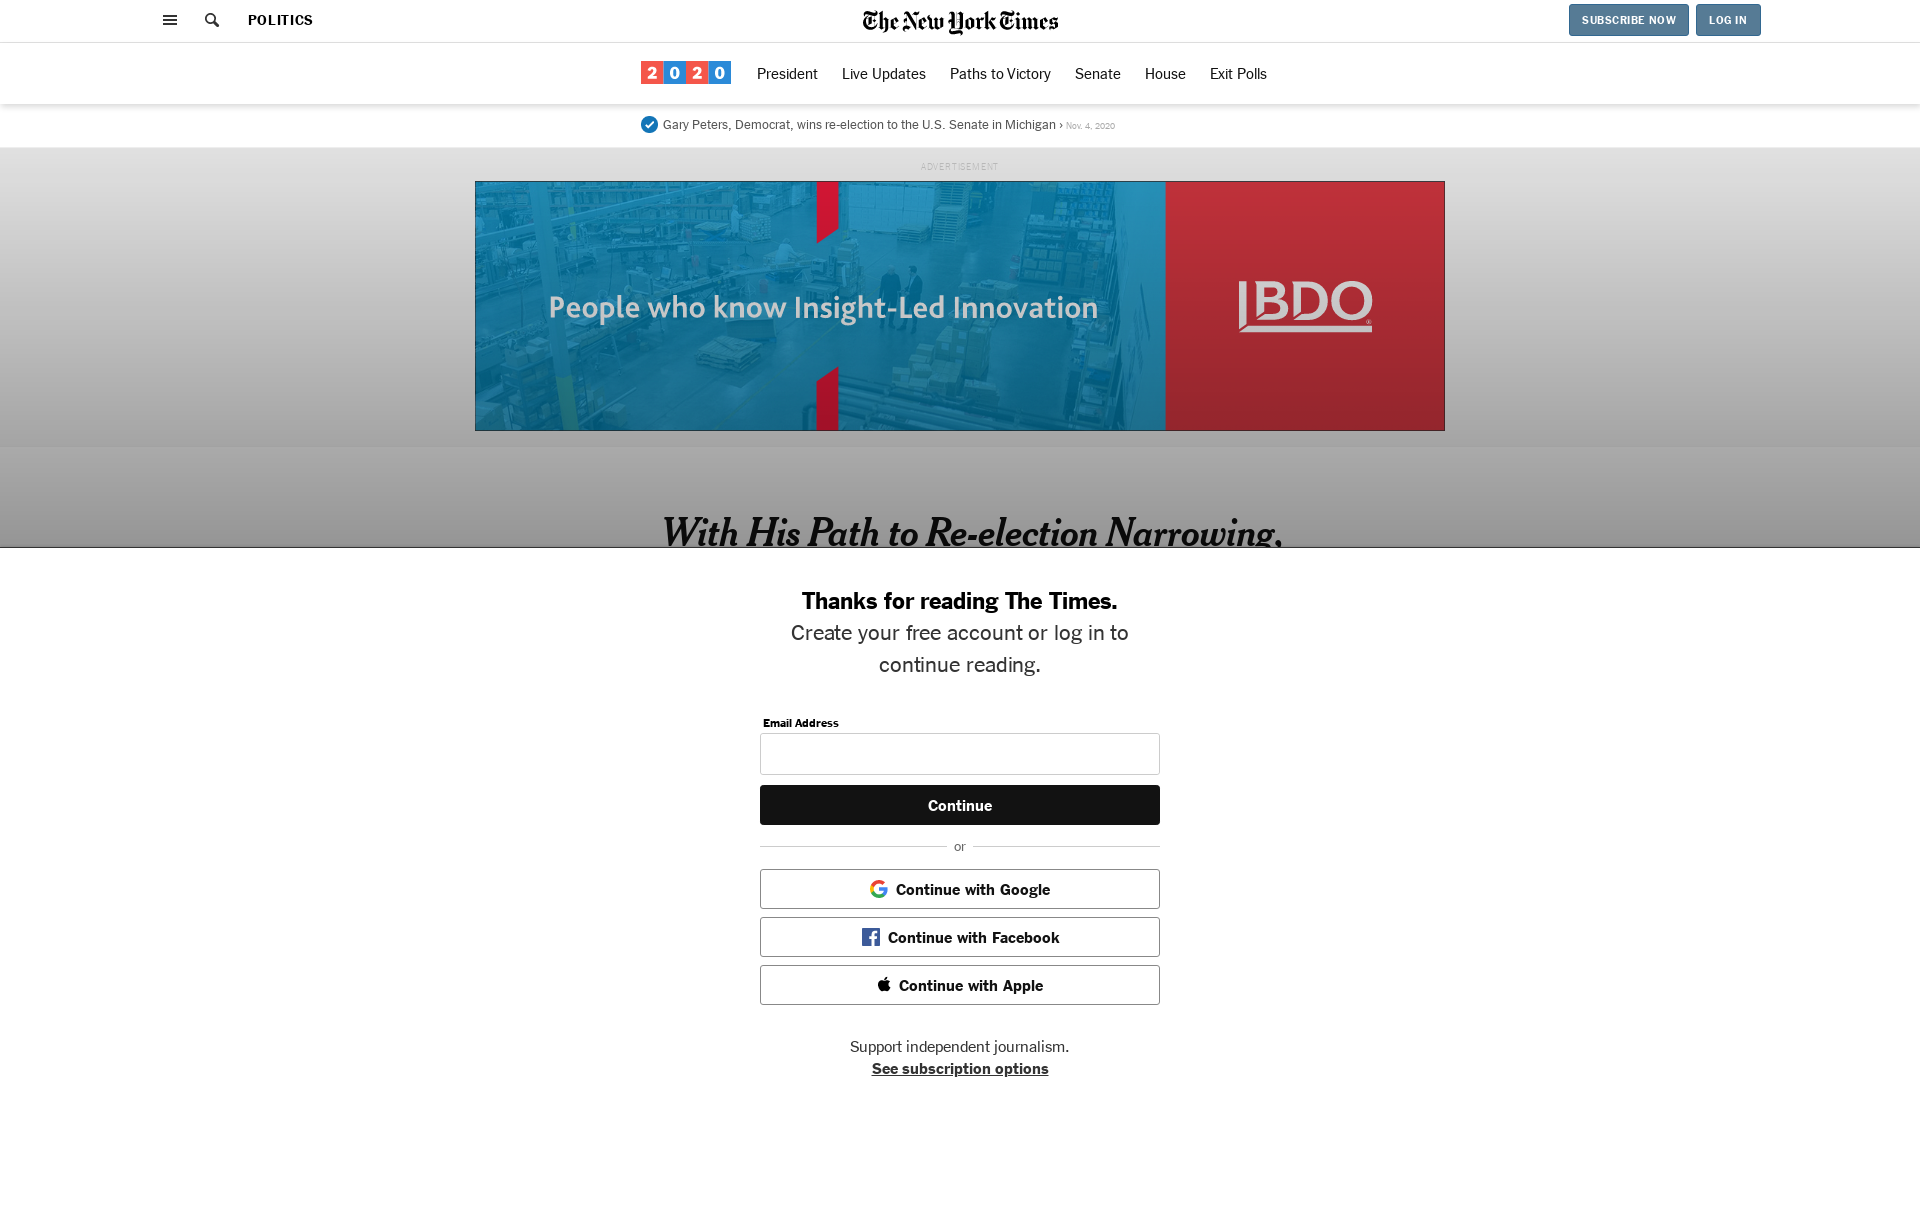 POLITICS
The New York Times
SUBSCRIBE NOW
LOG IN
2020
President
Live Updates
Paths to Victory
Senate
House
Exit Polls
Gary Peters, Democrat, wins re-election to the U.S. Senate in Michigan › Nov. 4, 2020
ADVERTISEMENT
People who know Insight-Led Innovation
BDO
®
With His Path to Re-election Narrowing,
Thanks for reading The Times.
Create your free account or log in to
continue reading.
Email Address
Continue
or
Continue with Google
Continue with Facebook
Continue with Apple
Support independent journalism.
See subscription options